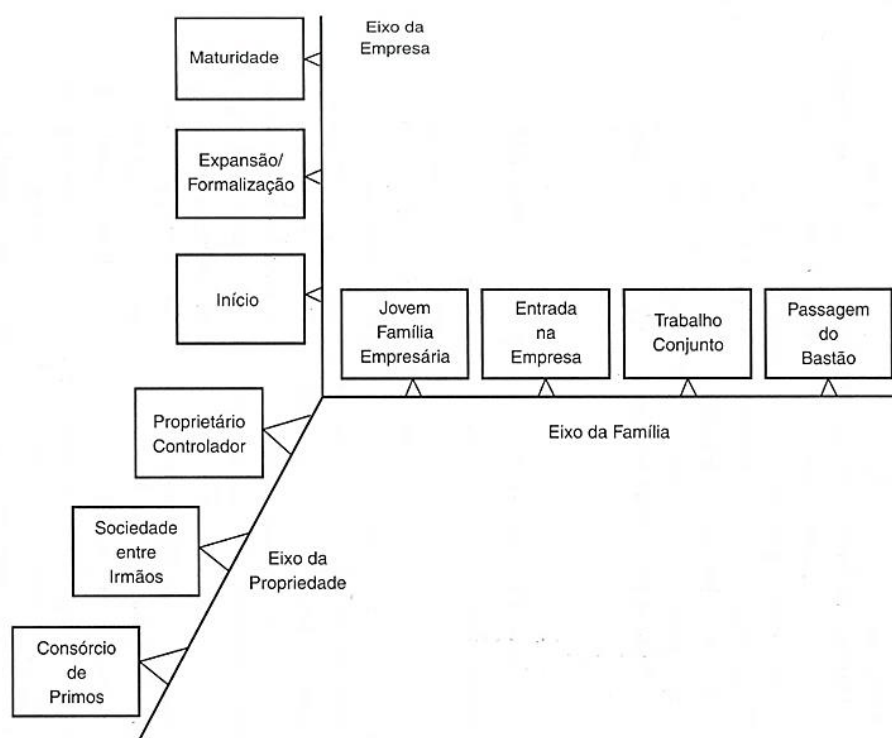 Eixo da
Empresa
Maturidade
Expansão/
Formalização
Início
Jovem
Família
Empresária
Entrada
na
Empresa
Trabalho
Conjunto
Passagem
do
Bastão
Eixo da Família
Proprietário
Controlador
Sociedade
entre
Irmãos
Eixo da
Propriedade
Consórcio
de
Primos